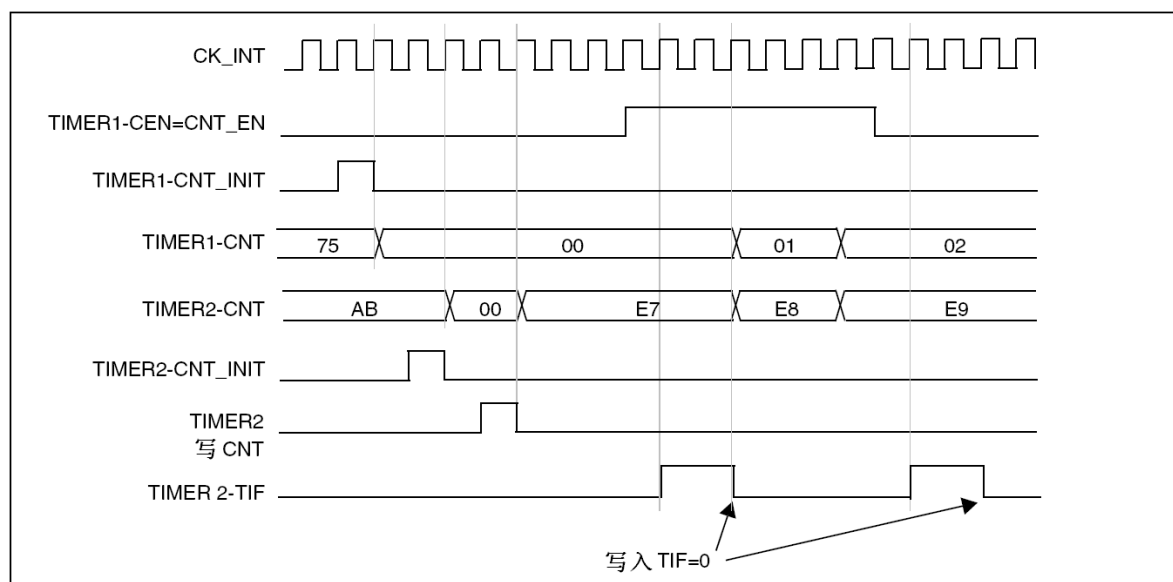 CK_INT
TIMER1-CEN=CNT_EN
TIMER1-CNT_INIT
TIMER1-CNT
75
00
01
02
TIMER2-CNT
AB
00
E7
E8
E9
TIMER2-CNT_INIT
TIMER2
写 CNT
TIMER 2-TIF
写入 TIF=0